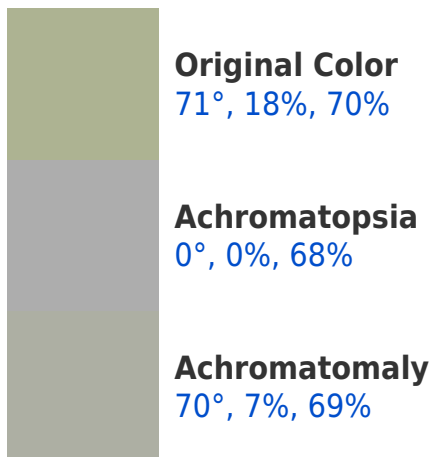 Original Color
71°, 18%, 70%
Achromatopsia
0°, 0%, 68%
Achromatomaly
70°, 7%, 69%